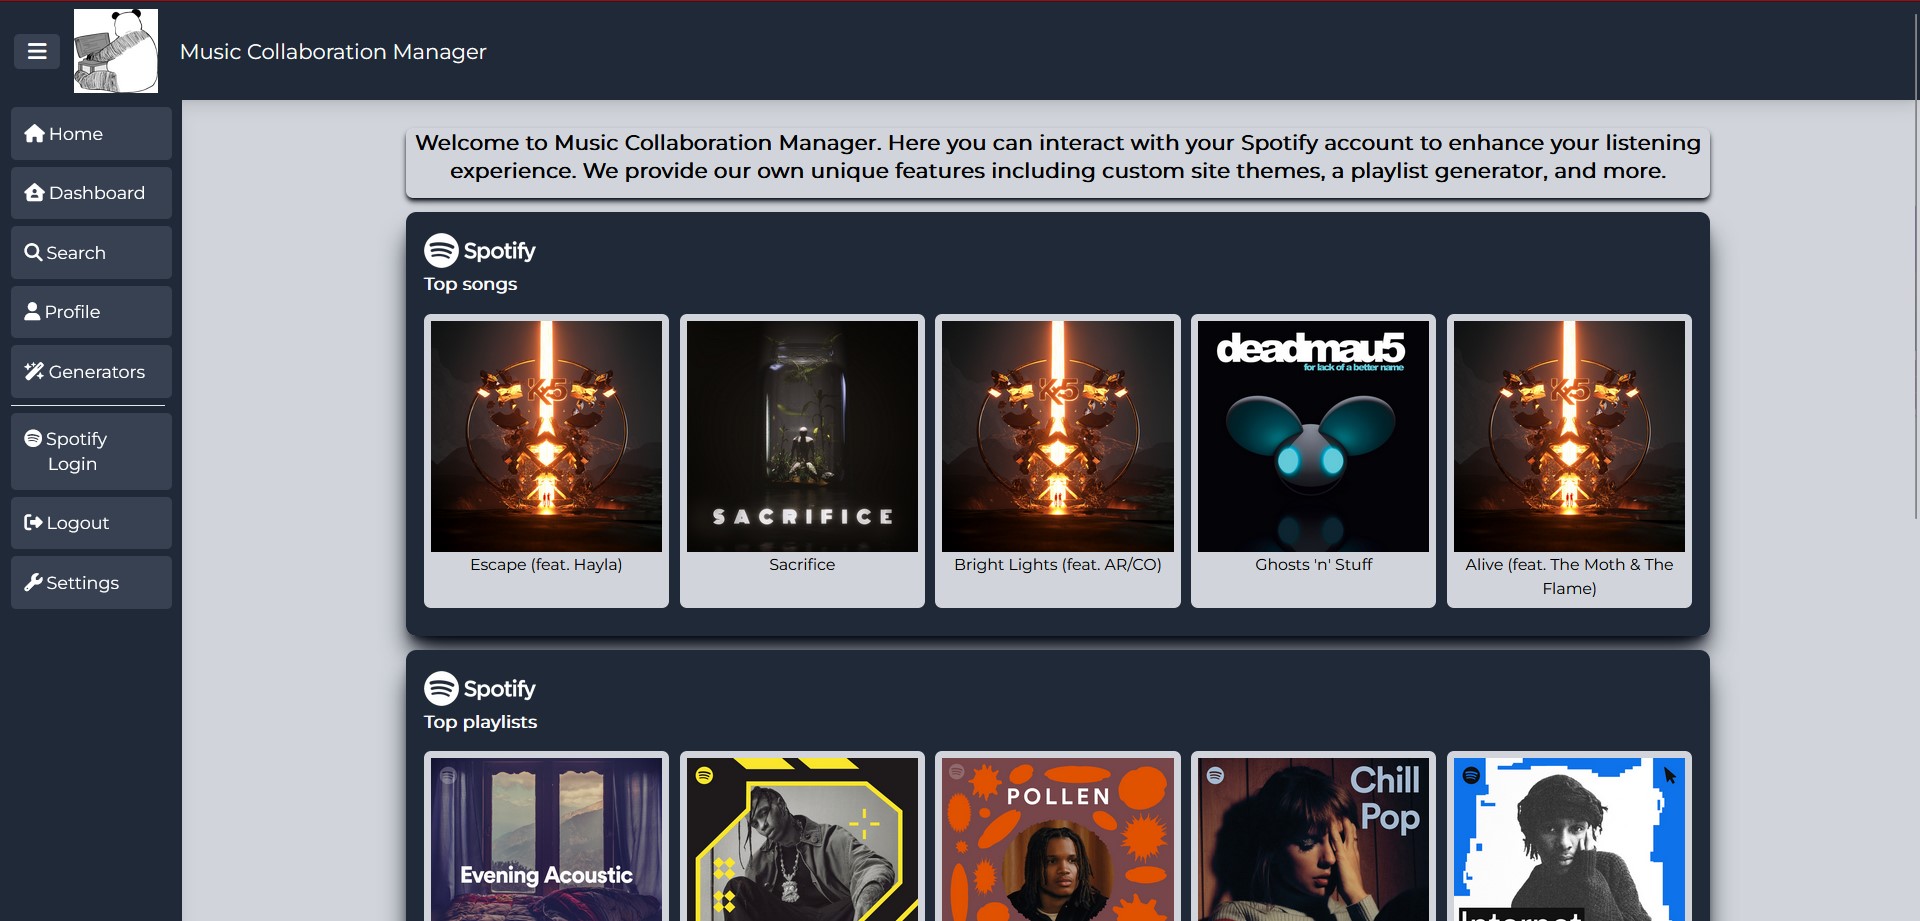 Music Collaboration Manager
Home
Dashboard
Search
Profile
Generators
Spotify
Login
Logout
Settings
Welcome to Music Collaboration Manager. Here you can interact with your Spotify account to enhance your listening
experience. We provide our own unique features including custom site themes, a playlist generator, and more.
Spotify
Top songs
K5
SACRIFICE
K5
deadmau5
for lack of a better name
K5
Escape (feat. Hayla)
Sacrifice
Bright Lights (feat. AR/CO)
Ghosts 'n' Stuff
Alive (feat. The Moth & The
Flame)
Spotify
Top playlists
Evening Acoustic
POLLEN
Chill
Pop
Internet